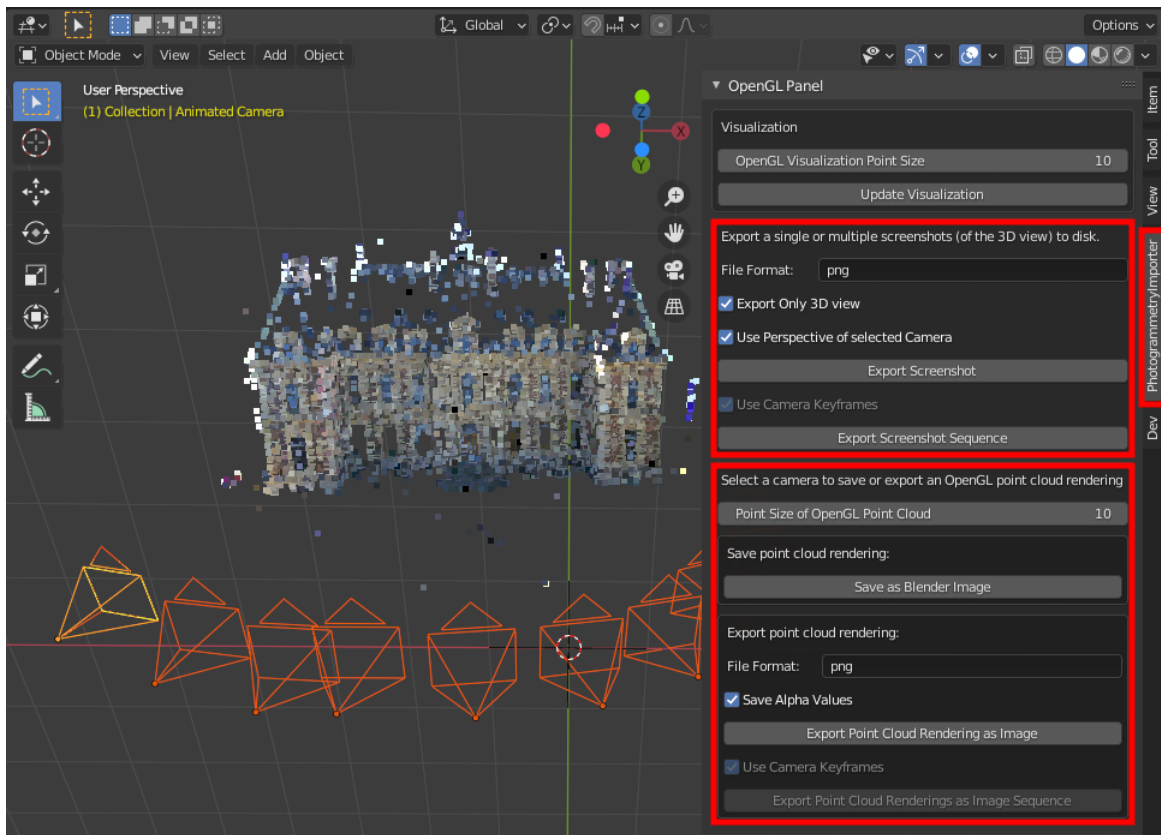 Global
Options
Object Mode
View
Select
Add
Object
User Perspective
(1) Collection | Animated Camera
Z
X
Y
OpenGL Panel
Visualization
OpenGL Visualization Point Size 10
Update Visualization
Export a single or multiple screenshots (of the 3D view) to disk.
File Format: png
Export Only 3D view
Use Perspective of selected Camera
Export Screenshot
Use Camera Keyframes
Export Screenshot Sequence
Select a camera to save or export an OpenGL point cloud rendering
Point Size of OpenGL Point Cloud 10
Save point cloud rendering:
Save as Blender Image
Export point cloud rendering:
File Format: png
Save Alpha Values
Export Point Cloud Rendering as Image
Use Camera Keyframes
Export Point Cloud Renderings as Image Sequence
Item
Tool
View
PhotogrammetryImporter
Dev